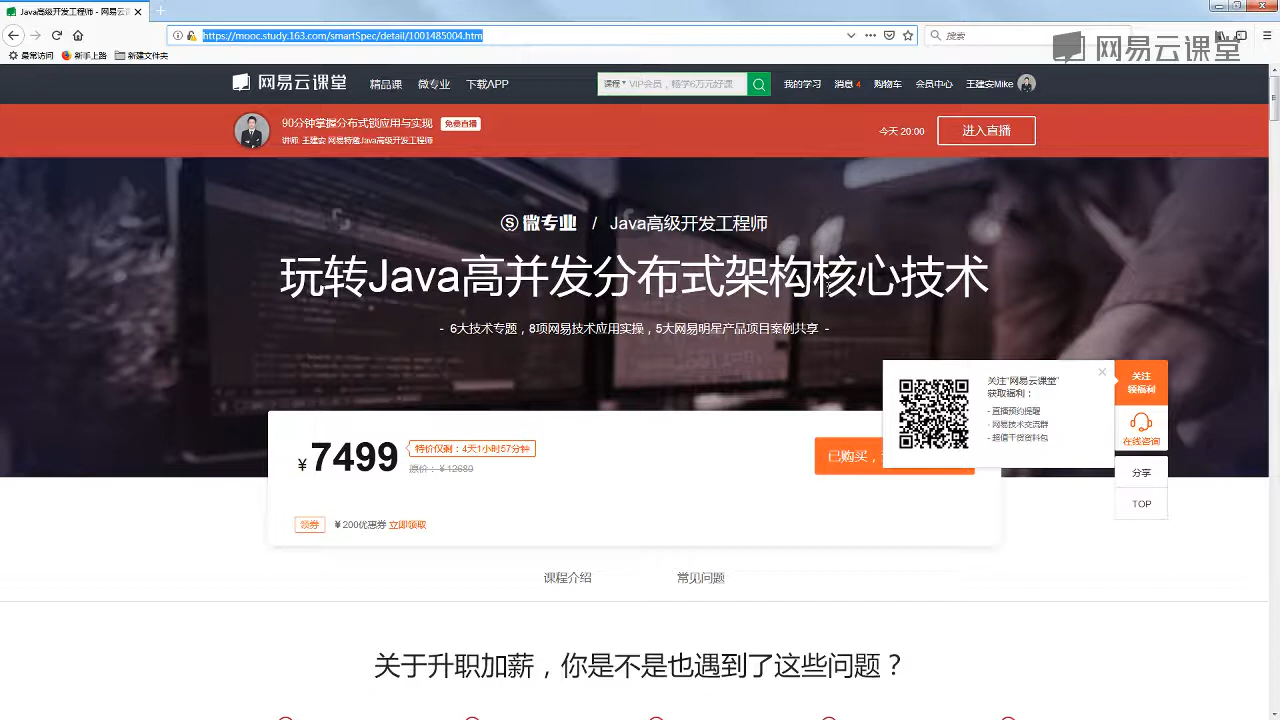 Java高级开发工程师 - 网易云课
https://mooc.study.163.com/smartSpec/detail/1001485004.htm
搜索
最常访问 新手上路 新建文件夹
网易云课堂
网易云课堂 精品课 微专业 下载APP 课程 VIP会员，畅学6万元好课 我的学习 消息 4 购物车 会员中心 王建安Mike
90分钟掌握分布式锁应用与实现 免费直播
讲师: 王建安 网易特邀Java高级开发工程师
今天 20:00 进入直播
微专业 / Java高级开发工程师
玩转Java高并发分布式架构核心技术
- 6大技术专题，8项网易技术应用实操，5大网易明星产品项目案例共享 -
关注"网易云课堂"
获取福利：
- 直播预约提醒
- 网易技术交流群
- 超值干货资料包
关注
领福利
在线咨询
分享
TOP
¥7499 特价仅剩：4天1小时57分钟
原价：¥12680
已购买，
领券 ¥200优惠券 立即领取
课程介绍 常见问题
关于升职加薪，你是不是也遇到了这些问题？